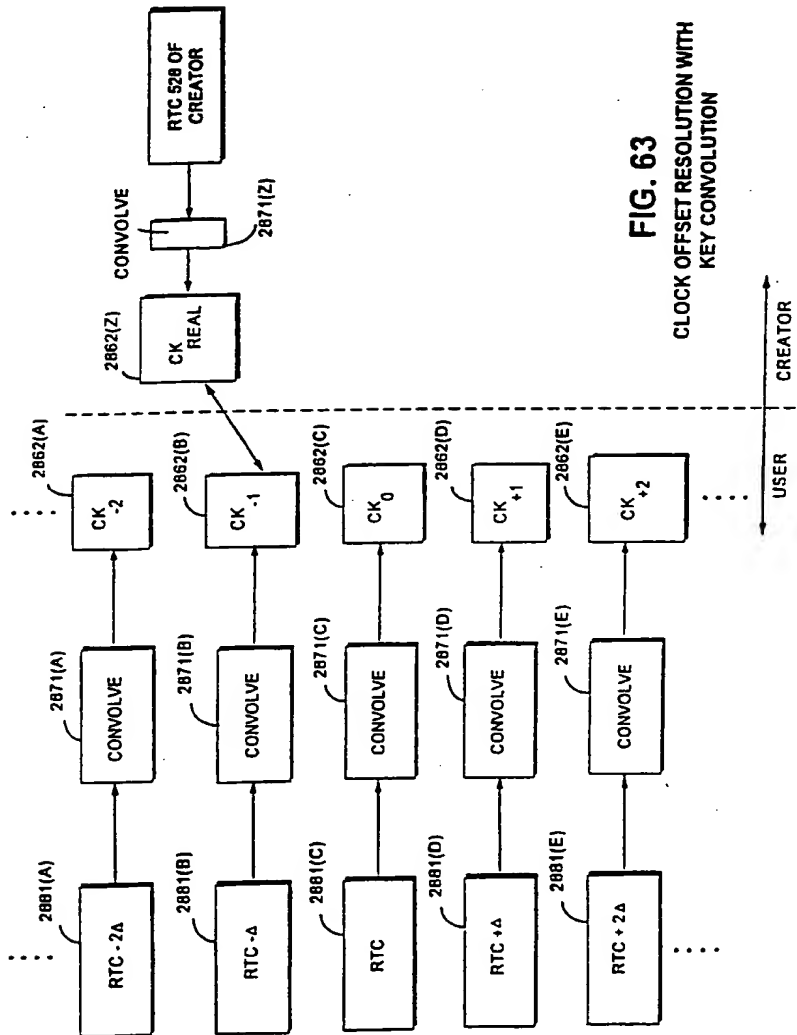 2881(A)
RTC - 2Δ
2871(A)
CONVOLVE
2862(A)
CK -2
2881(B)
RTC -Δ
2871(B)
CONVOLVE
2862(B)
CK -1
2881(C)
RTC
2871(C)
CONVOLVE
2862(C)
CK 0
2881(D)
RTC +Δ
2871(D)
CONVOLVE
2862(D)
CK +1
2881(E)
RTC + 2Δ
2871(E)
CONVOLVE
2862(E)
CK +2
2862(Z)
CK REAL
CONVOLVE
2871(Z)
RTC 528 OF
CREATOR
USER
CREATOR
FIG. 63
CLOCK OFFSET RESOLUTION WITH
KEY CONVOLUTION